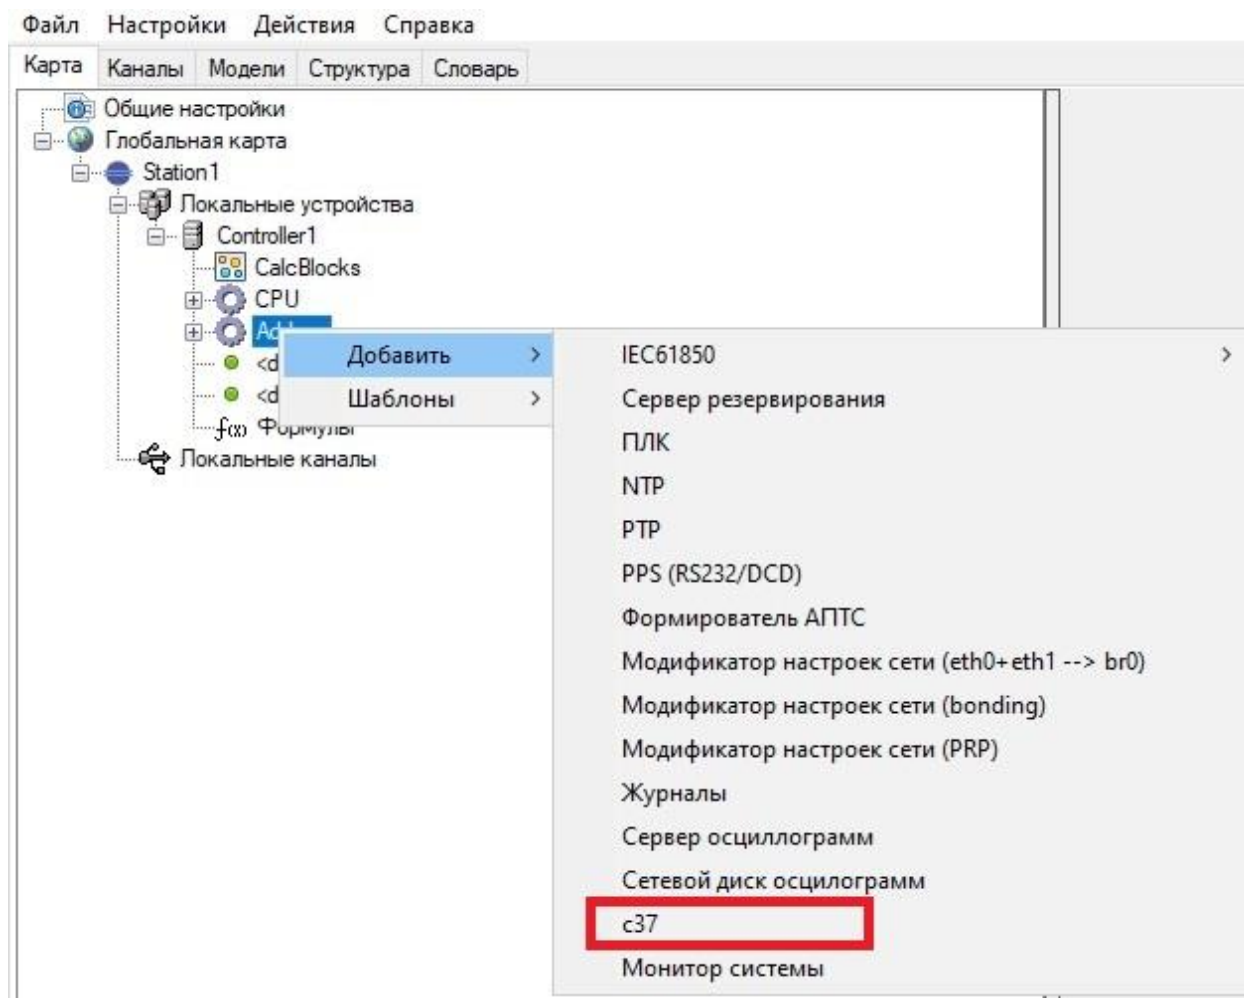 Файл Настройки Действия Справка
Карта Каналы Модели Структура Словарь
Общие настройки
Глобальная карта
Station1
Локальные устройства
Controller1
CalcBlocks
CPU
Добавить
IEC61850
<d
Шаблоны
Сервер резервирования
<d
Формулы
ПЛК
Локальные каналы
NTP
PTP
PPS (RS232/DCD)
Формирователь АПТС
Модификатор настроек сети (eth0+eth1 --> br0)
Модификатор настроек сети (bonding)
Модификатор настроек сети (PRP)
Журналы
Сервер осциллограмм
Сетевой диск осцилограмм
c37
Монитор системы